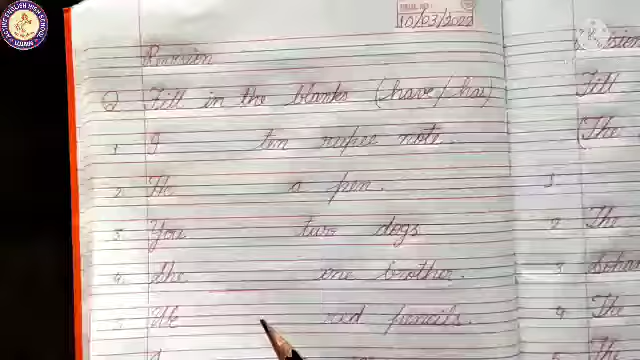 10/03/2022
Revision
Q Fill in the blanks (have/has)
1 I ten rupee note.
2 He a pen.
3 You two dogs
4. She one brother.
5. We red pencils.
Fill
(The
1
2 The
3
4 The
5 The